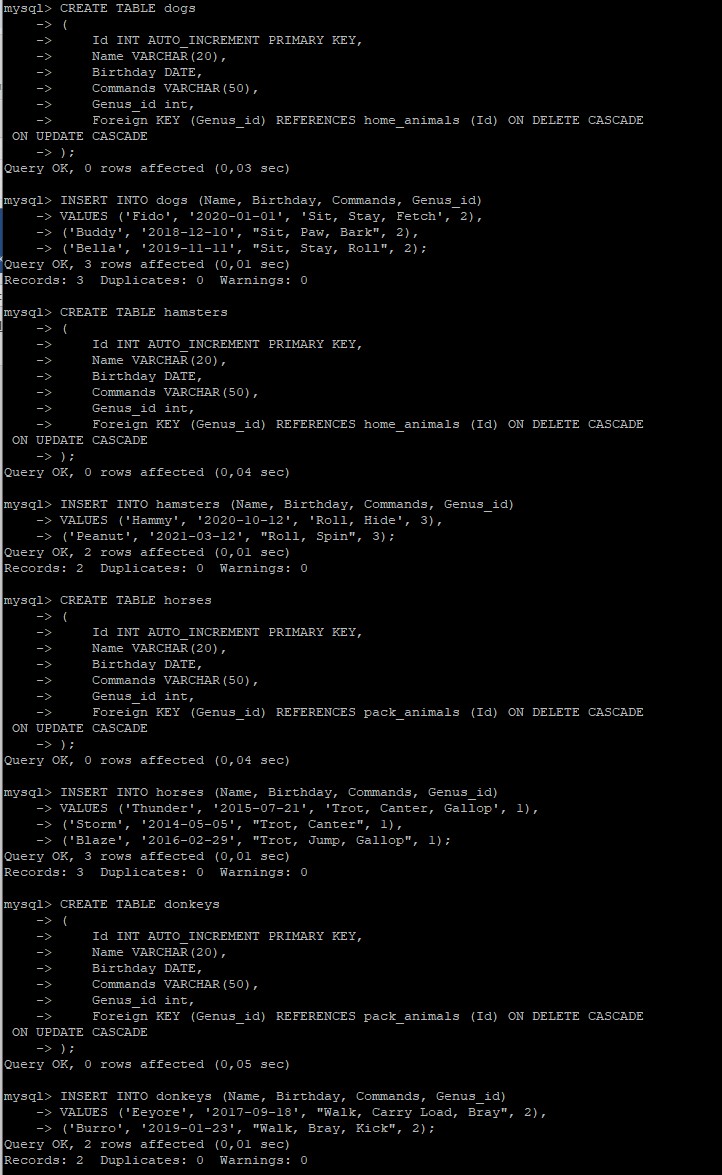 mysql> CREATE TABLE dogs
    -> (
    ->     Id INT AUTO_INCREMENT PRIMARY KEY,
    ->     Name VARCHAR(20),
    ->     Birthday DATE,
    ->     Commands VARCHAR(50),
    ->     Genus_id int,
    ->     Foreign KEY (Genus_id) REFERENCES home_animals (Id) ON DELETE CASCADE
 ON UPDATE CASCADE
    -> );
Query OK, 0 rows affected (0,03 sec)

mysql> INSERT INTO dogs (Name, Birthday, Commands, Genus_id)
    -> VALUES ('Fido', '2020-01-01', 'Sit, Stay, Fetch', 2),
    -> ('Buddy', '2018-12-10', "Sit, Paw, Bark", 2),
    -> ('Bella', '2019-11-11', "Sit, Stay, Roll", 2);
Query OK, 3 rows affected (0,01 sec)
Records: 3  Duplicates: 0  Warnings: 0

mysql> CREATE TABLE hamsters
    -> (
    ->     Id INT AUTO_INCREMENT PRIMARY KEY,
    ->     Name VARCHAR(20),
    ->     Birthday DATE,
    ->     Commands VARCHAR(50),
    ->     Genus_id int,
    ->     Foreign KEY (Genus_id) REFERENCES home_animals (Id) ON DELETE CASCADE
 ON UPDATE CASCADE
    -> );
Query OK, 0 rows affected (0,04 sec)

mysql> INSERT INTO hamsters (Name, Birthday, Commands, Genus_id)
    -> VALUES ('Hammy', '2020-10-12', 'Roll, Hide', 3),
    -> ('Peanut', '2021-03-12', "Roll, Spin", 3);
Query OK, 2 rows affected (0,01 sec)
Records: 2  Duplicates: 0  Warnings: 0

mysql> CREATE TABLE horses
    -> (
    ->     Id INT AUTO_INCREMENT PRIMARY KEY,
    ->     Name VARCHAR(20),
    ->     Birthday DATE,
    ->     Commands VARCHAR(50),
    ->     Genus_id int,
    ->     Foreign KEY (Genus_id) REFERENCES pack_animals (Id) ON DELETE CASCADE
 ON UPDATE CASCADE
    -> );
Query OK, 0 rows affected (0,04 sec)

mysql> INSERT INTO horses (Name, Birthday, Commands, Genus_id)
    -> VALUES ('Thunder', '2015-07-21', 'Trot, Canter, Gallop', 1),
    -> ('Storm', '2014-05-05', "Trot, Canter", 1),
    -> ('Blaze', '2016-02-29', "Trot, Jump, Gallop", 1);
Query OK, 3 rows affected (0,01 sec)
Records: 3  Duplicates: 0  Warnings: 0

mysql> CREATE TABLE donkeys
    -> (
    ->     Id INT AUTO_INCREMENT PRIMARY KEY,
    ->     Name VARCHAR(20),
    ->     Birthday DATE,
    ->     Commands VARCHAR(50),
    ->     Genus_id int,
    ->     Foreign KEY (Genus_id) REFERENCES pack_animals (Id) ON DELETE CASCADE
 ON UPDATE CASCADE
    -> );
Query OK, 0 rows affected (0,05 sec)

mysql> INSERT INTO donkeys (Name, Birthday, Commands, Genus_id)
    -> VALUES ('Eeyore', '2017-09-18', "Walk, Carry Load, Bray", 2),
    -> ('Burro', '2019-01-23', "Walk, Bray, Kick", 2);
Query OK, 2 rows affected (0,01 sec)
Records: 2  Duplicates: 0  Warnings: 0